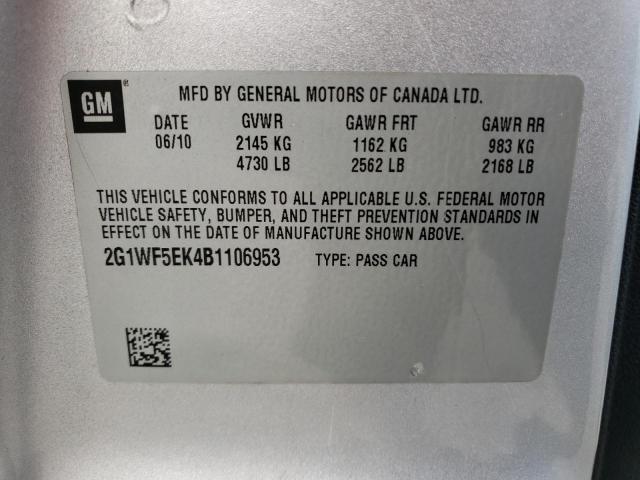 GM®
MFD BY GENERAL MOTORS OF CANADA LTD.
DATE GVWR GAWR FRT GAWR RR
06/10 2145 KG 1162 KG 983 KG
4730 LB 2562 LB 2168 LB
THIS VEHICLE CONFORMS TO ALL APPLICABLE U.S. FEDERAL MOTOR
VEHICLE SAFETY, BUMPER, AND THEFT PREVENTION STANDARDS IN
EFFECT ON THE DATE OF MANUFACTURE SHOWN ABOVE.
2G1WF5EK4B1106953 TYPE: PASS CAR